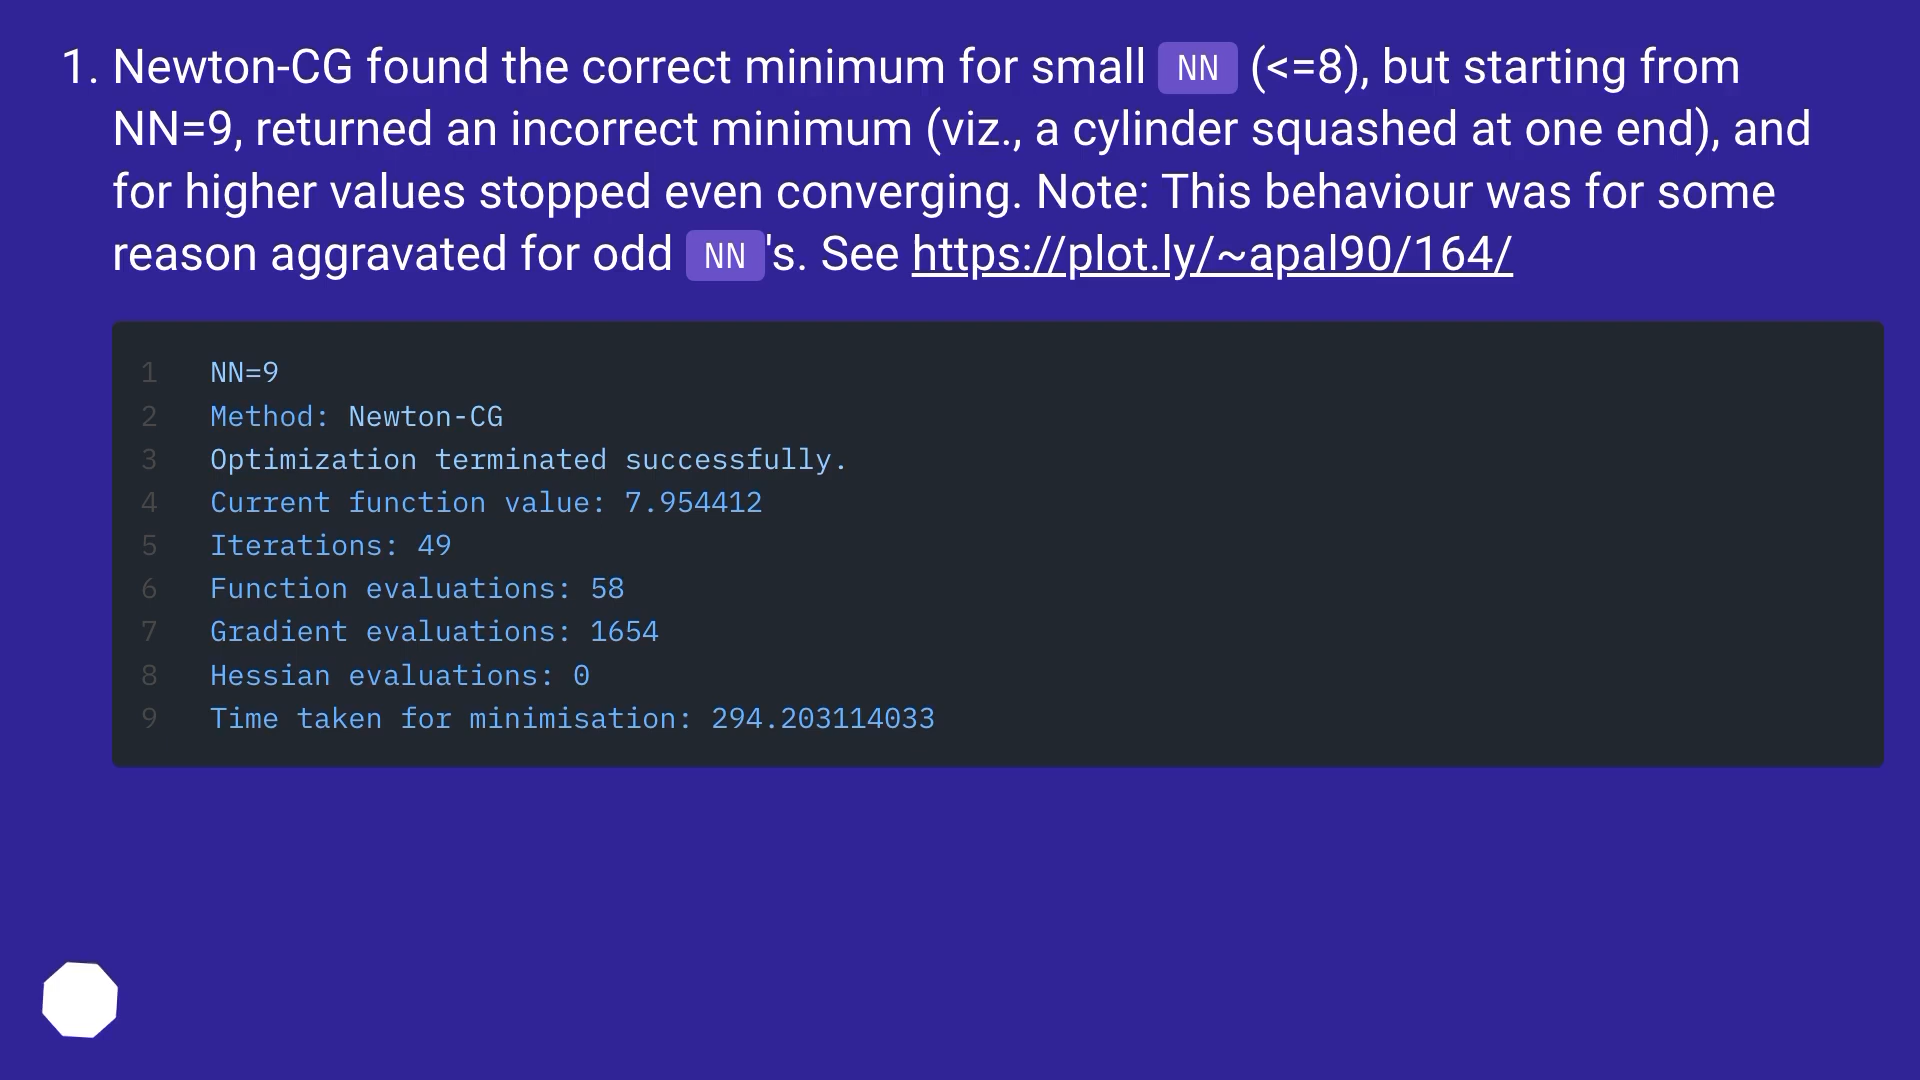 1. Newton-CG found the correct minimum for small NN (<=8), but starting from
NN=9, returned an incorrect minimum (viz., a cylinder squashed at one end), and
for higher values stopped even converging. Note: This behaviour was for some
reason aggravated for odd NN's. See https://plot.ly/~apal90/164/
1 NN=9
2 Method: Newton-CG
3 Optimization terminated successfully.
4 Current function value: 7.954412
5 Iterations: 49
6 Function evaluations: 58
7 Gradient evaluations: 1654
8 Hessian evaluations: 0
9 Time taken for minimisation: 294.203114033